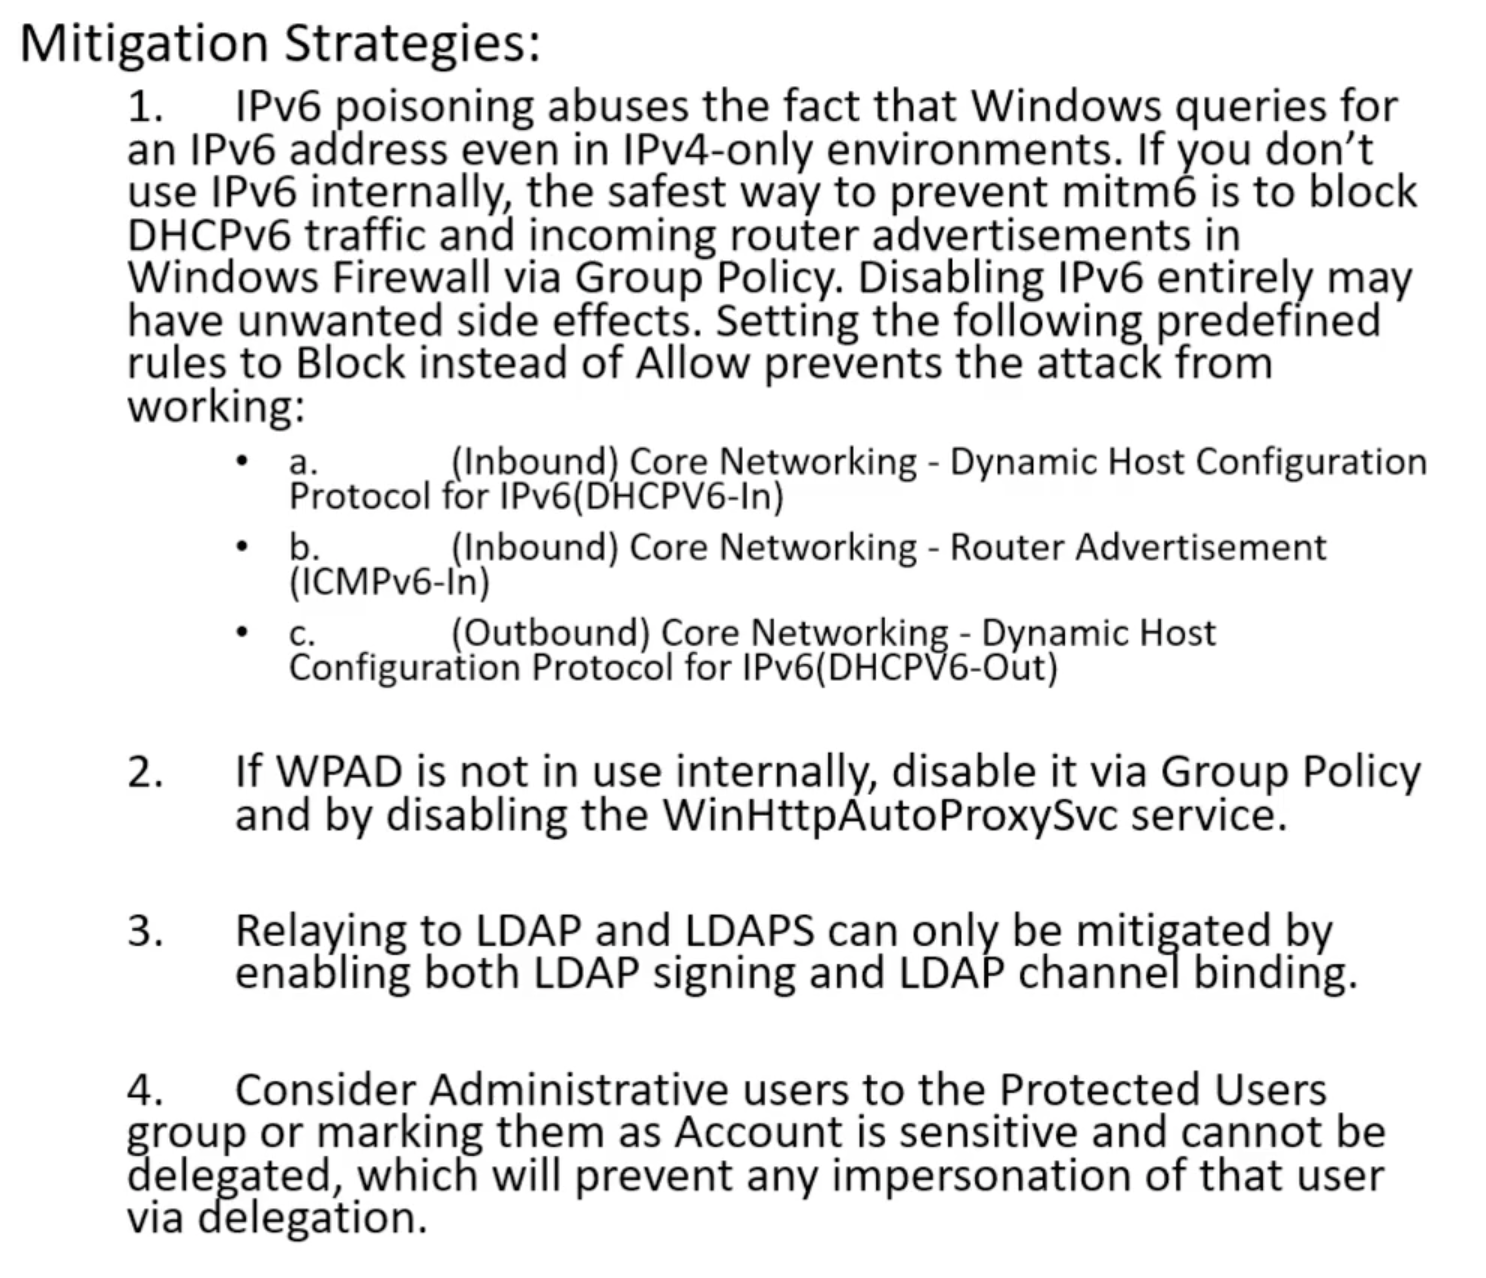 Mitigation Strategies:
1. IPv6 poisoning abuses the fact that Windows queries for
an IPv6 address even in IPv4-only environments. If you don’t
use IPv6 internally, the safest way to prevent mitm6 is to block
DHCPv6 traffic and incoming router advertisements in
Windows Firewall via Group Policy. Disabling IPv6 entirely may
have unwanted side effects. Setting the following predefined
rules to Block instead of Allow prevents the attack from
working:
• a. (Inbound) Core Networking - Dynamic Host Configuration
Protocol for IPv6(DHCPV6-In)
• b. (Inbound) Core Networking - Router Advertisement
(ICMPv6-In)
• c. (Outbound) Core Networking - Dynamic Host
Configuration Protocol for IPv6(DHCPV6-Out)
2. If WPAD is not in use internally, disable it via Group Policy
and by disabling the WinHttpAutoProxySvc service.
3. Relaying to LDAP and LDAPS can only be mitigated by
enabling both LDAP signing and LDAP channel binding.
4. Consider Administrative users to the Protected Users
group or marking them as Account is sensitive and cannot be
delegated, which will prevent any impersonation of that user
via delegation.